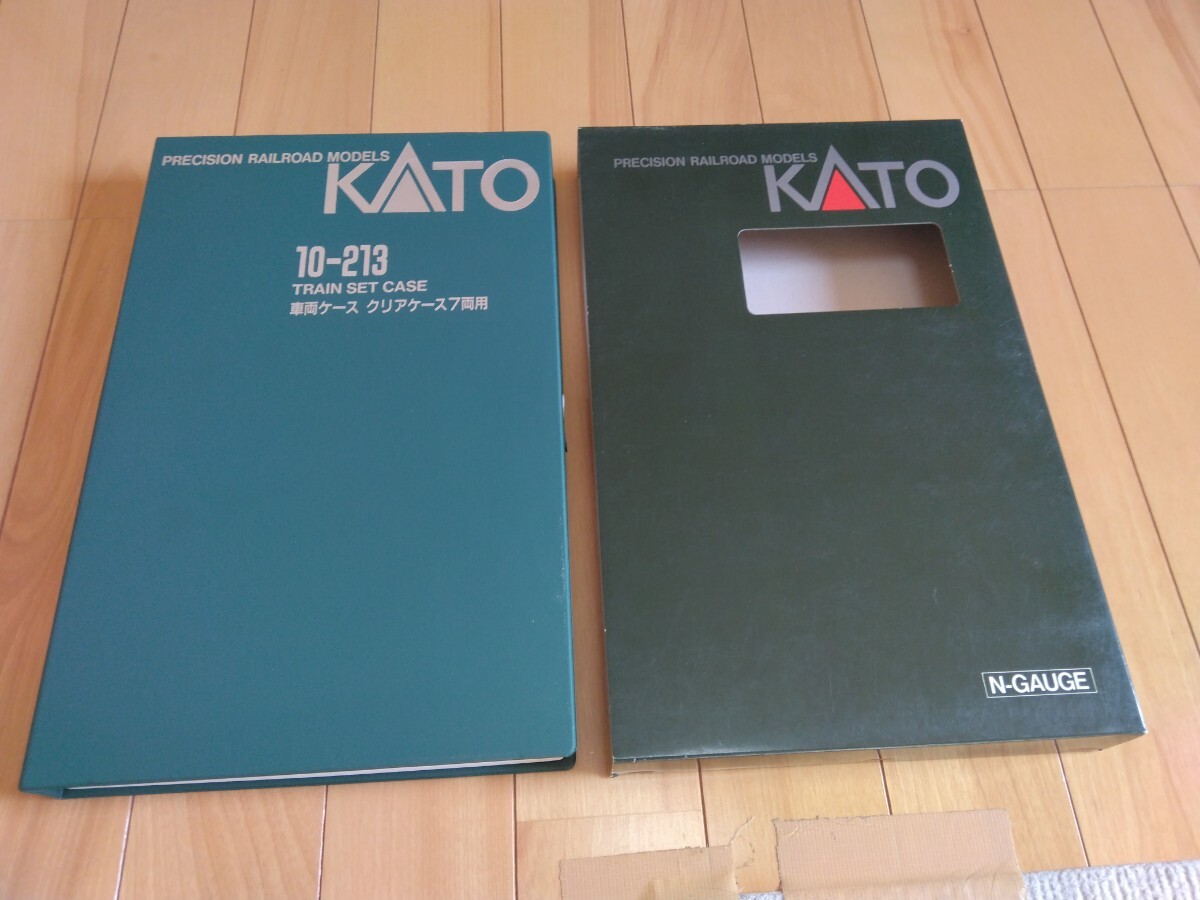 PRECISION RAILROAD MODELS
KATO
10-213
TRAIN SET CASE
車両ケース クリアケース7両用
PRECISION RAILROAD MODELS
KATO
N-GAUGE